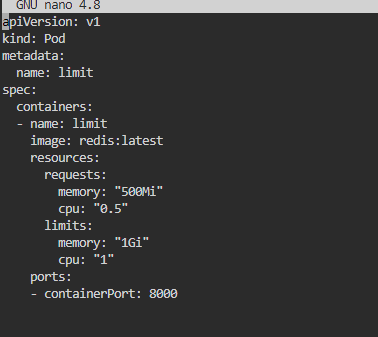 GNU nano 4.8
apiVersion: v1
kind: Pod
metadata:
  name: limit
spec:
  containers:
  - name: limit
    image: redis:latest
    resources:
      requests:
        memory: "500Mi"
        cpu: "0.5"
      limits:
        memory: "1Gi"
        cpu: "1"
    ports:
    - containerPort: 8000